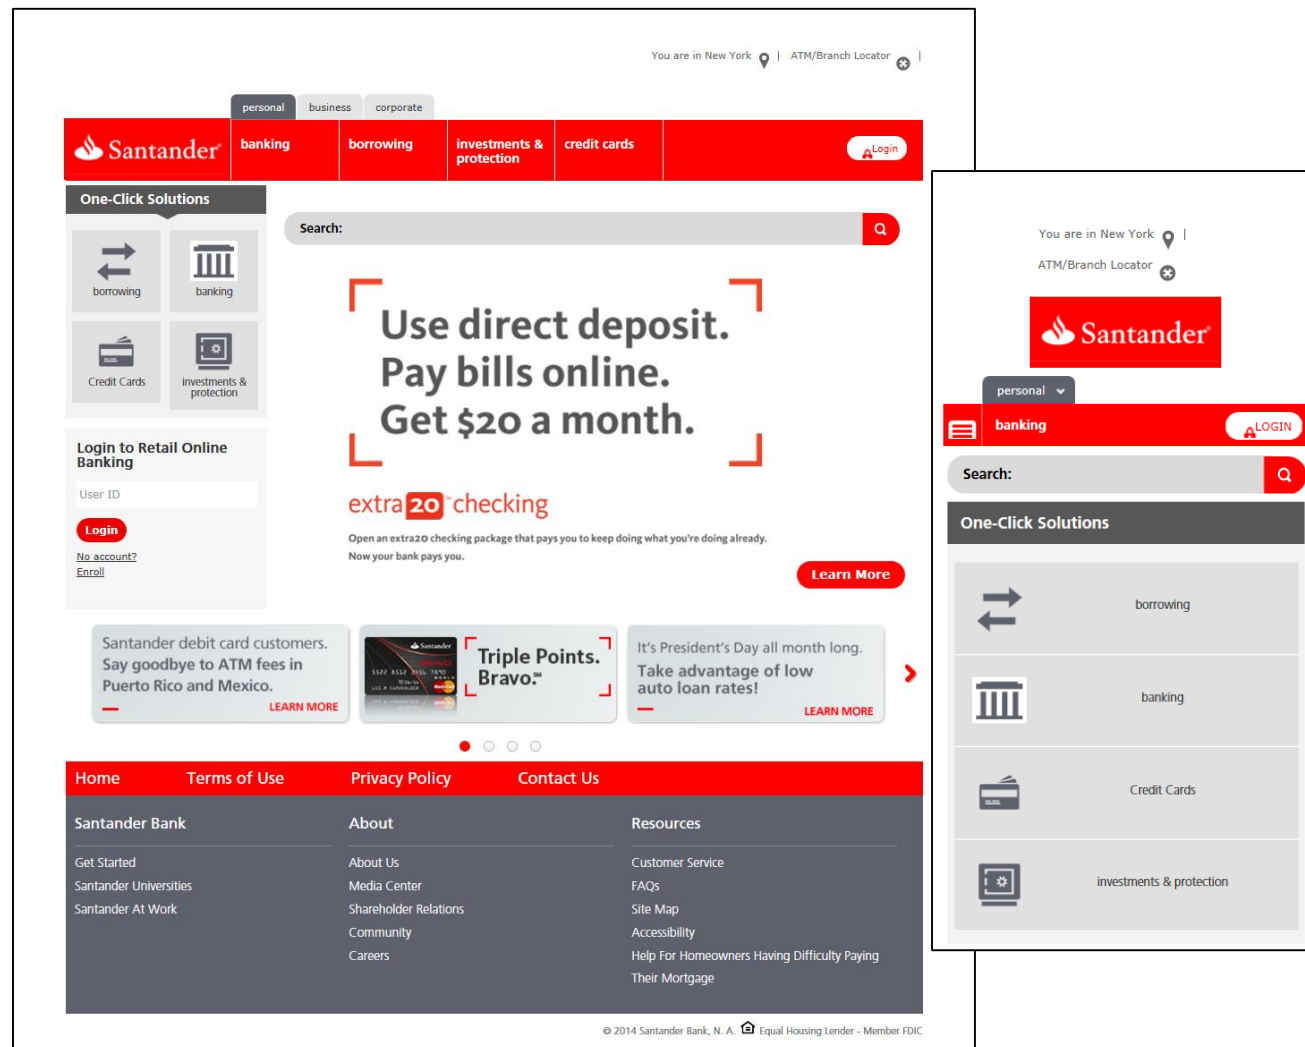 You are in New York | ATM/Branch Locator |
personal business corporate
Santander
banking borrowing investments & protection credit cards
Login
One-Click Solutions
borrowing banking
Credit Cards investments & protection
Search:
Use direct deposit.
Pay bills online.
Get $20 a month.
extra20™checking
Open an extra20 checking package that pays you to keep doing what you're doing already.
Now your bank pays you.
Learn More
Login to Retail Online
Banking
User ID
Login
No account?
Enroll
Santander debit card customers.
Say goodbye to ATM fees in
Puerto Rico and Mexico.
LEARN MORE
Santander
Triple Points.
Bravo.℠
It's President's Day all month long.
Take advantage of low
auto loan rates!
LEARN MORE
Home Terms of Use Privacy Policy Contact Us
Santander Bank
Get Started
Santander Universities
Santander At Work
About
About Us
Media Center
Shareholder Relations
Community
Careers
Resources
Customer Service
FAQs
Site Map
Accessibility
Help For Homeowners Having Difficulty Paying
Their Mortgage
© 2014 Santander Bank, N. A. Equal Housing Lender - Member FDIC
You are in New York |
ATM/Branch Locator
Santander
personal
banking
LOGIN
Search:
One-Click Solutions
borrowing
banking
Credit Cards
investments & protection